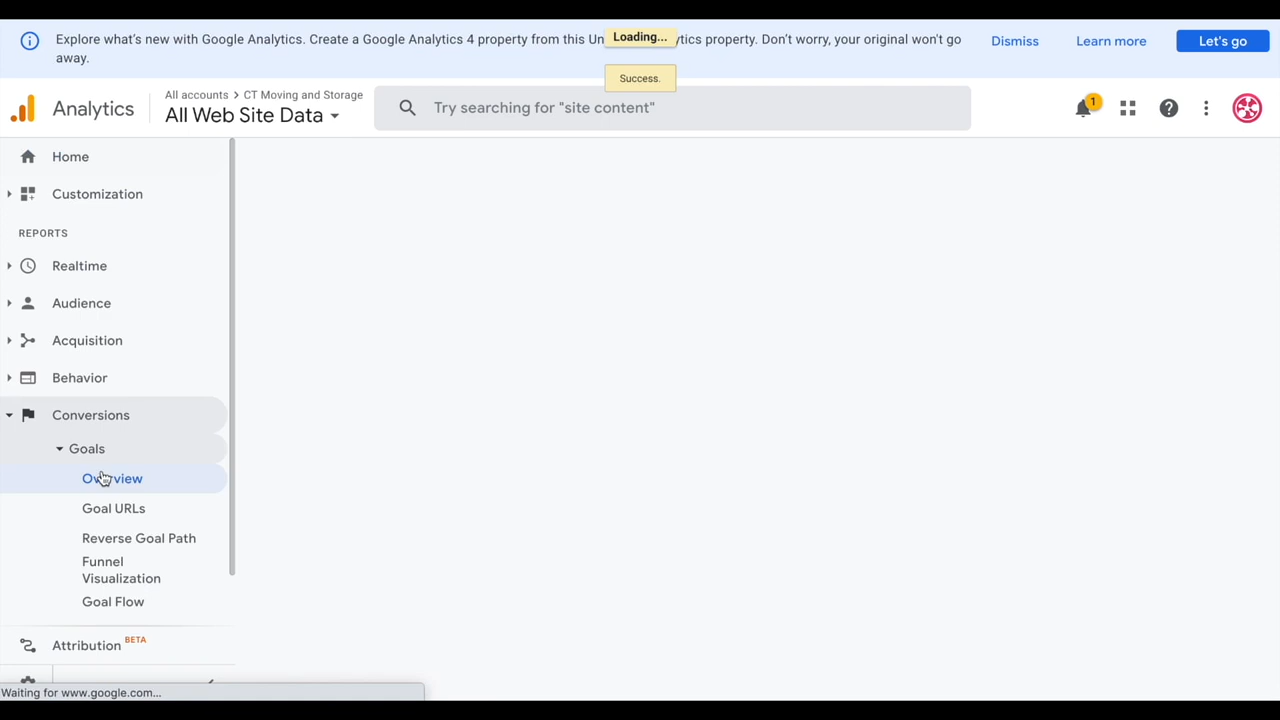 Explore what's new with Google Analytics. Create a Google Analytics 4 property from this Un ytics property. Don't worry, your original won't go
away.
Loading...
Success.
Dismiss
Learn more
Let's go
Analytics
All accounts > CT Moving and Storage
All Web Site Data
Try searching for "site content"
1
Home
Customization
REPORTS
Realtime
Audience
Acquisition
Behavior
Conversions
Goals
Overview
Goal URLs
Reverse Goal Path
Funnel
Visualization
Goal Flow
Attribution BETA
Waiting for www.google.com...